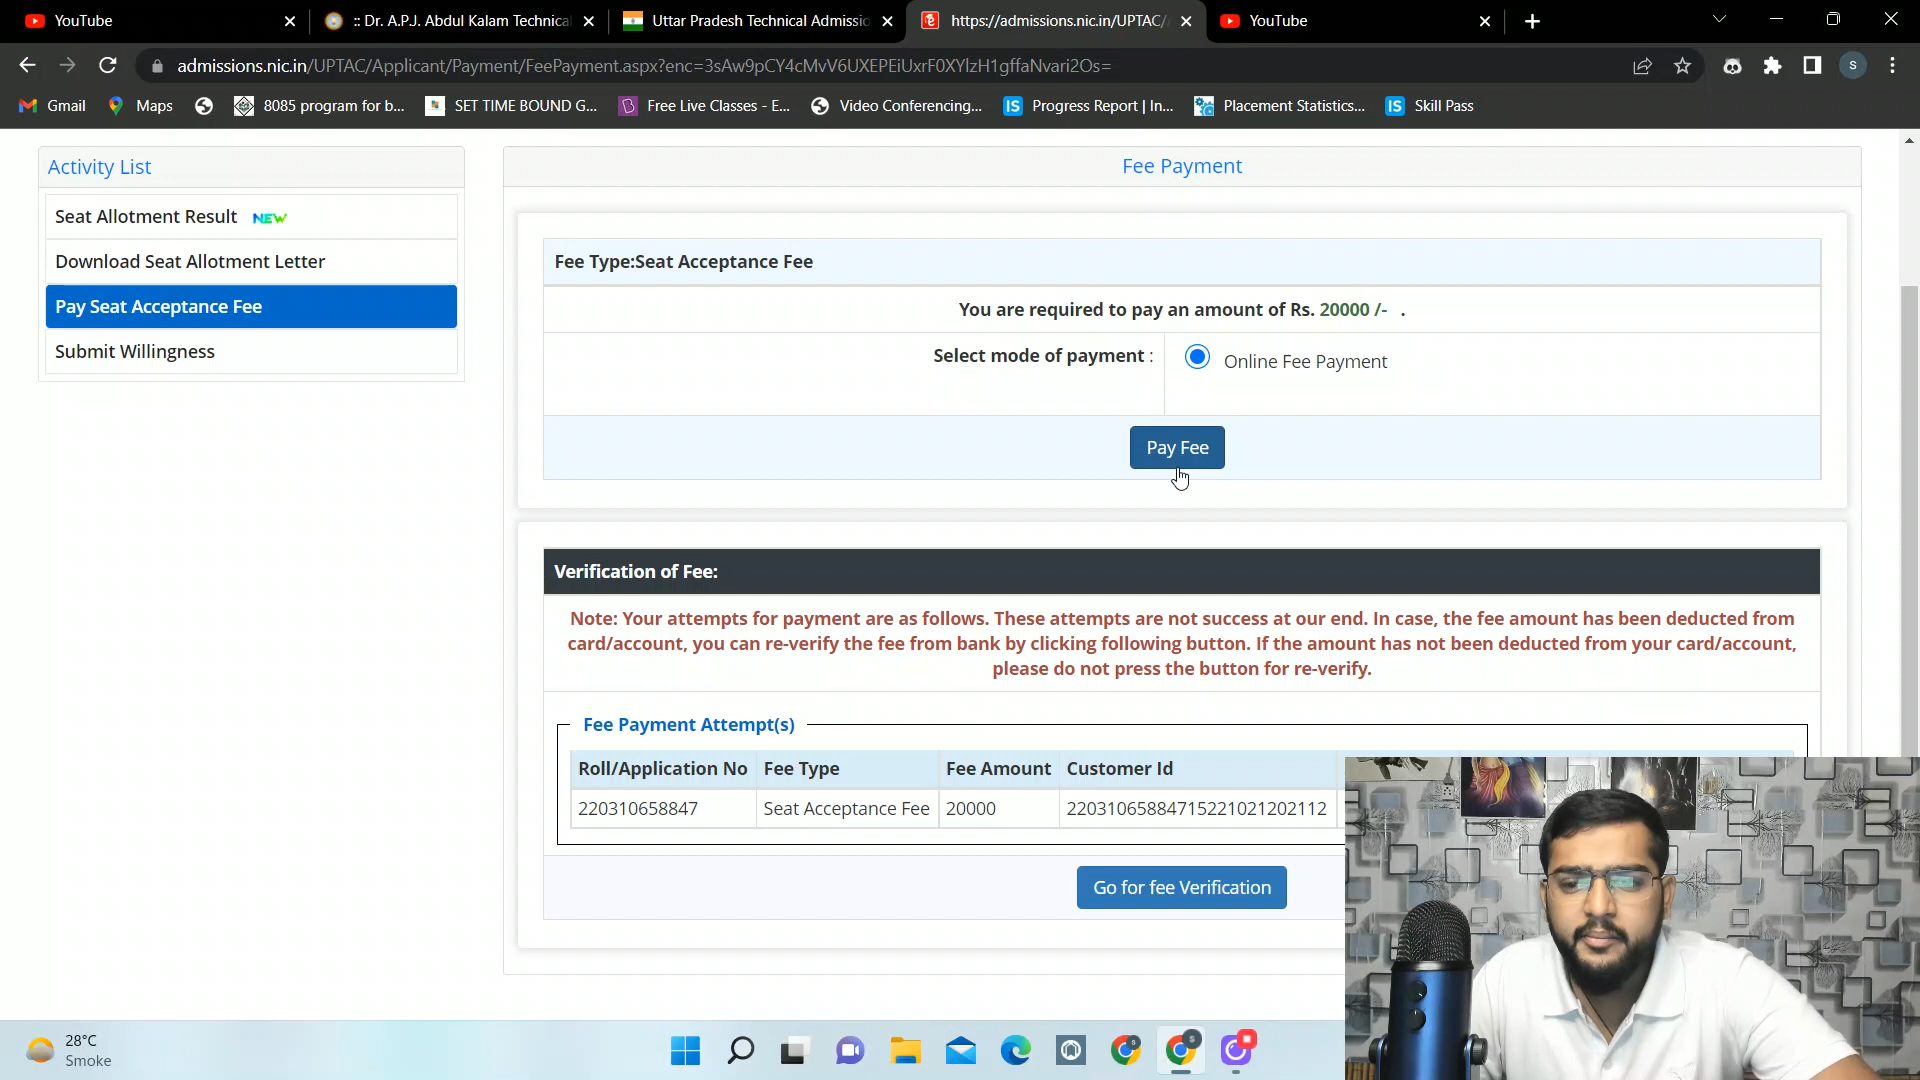 YouTube
:: Dr. A.P.J. Abdul Kalam Technical
Uttar Pradesh Technical Admissio
https://admissions.nic.in/UPTAC/
YouTube
admissions.nic.in/UPTAC/Applicant/Payment/FeePayment.aspx?enc=3sAw9pCY4cMvV6UXEPEiUxrF0XYlzH1gffaNvari2Os=
S
Gmail
Maps
8085 program for b...
SET TIME BOUND G...
Free Live Classes - E...
Video Conferencing...
IS Progress Report | In...
Placement Statistics...
IS Skill Pass
Activity List
Seat Allotment Result NEW
Download Seat Allotment Letter
Pay Seat Acceptance Fee
Submit Willingness
Fee Payment
Fee Type:Seat Acceptance Fee
You are required to pay an amount of Rs. 20000 /- .
Select mode of payment :
Online Fee Payment
Pay Fee
Verification of Fee:
Note: Your attempts for payment are as follows. These attempts are not success at our end. In case, the fee amount has been deducted from
card/account, you can re-verify the fee from bank by clicking following button. If the amount has not been deducted from your card/account,
please do not press the button for re-verify.
Fee Payment Attempt(s)
Roll/Application No Fee Type Fee Amount Customer Id
220310658847 Seat Acceptance Fee 20000 22031065884715221021202112
Go for fee Verification
28°C
Smoke